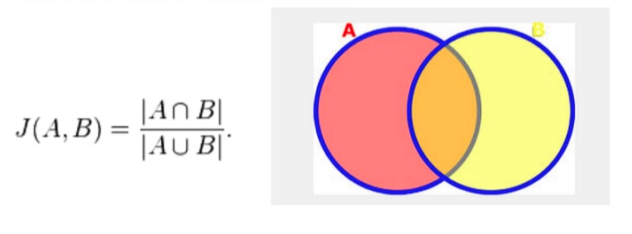 J(A, B) = |A ∩ B| / |A ∪ B|.
A
B